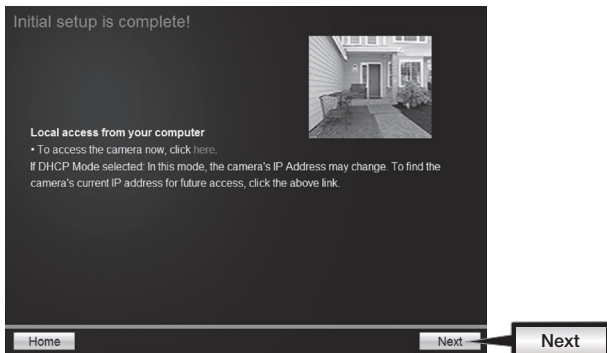 Initial setup is complete!
Local access from your computer
• To access the camera now, click here.
If DHCP Mode selected: In this mode, the camera's IP Address may change. To find the
camera's current IP address for future access, click the above link.
Home
Next
Next